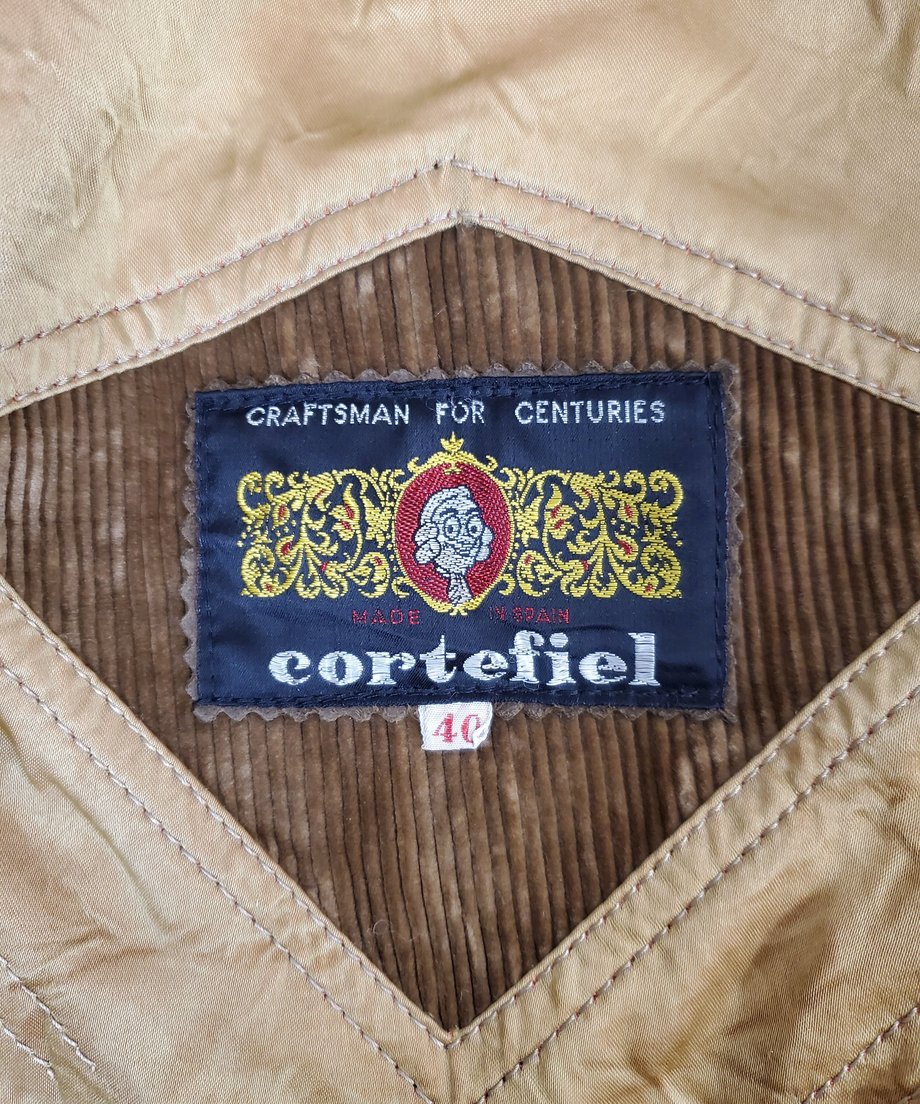 CRAFTSMAN FOR CENTURIES
MADE IN SPAIN
cortefiel
40